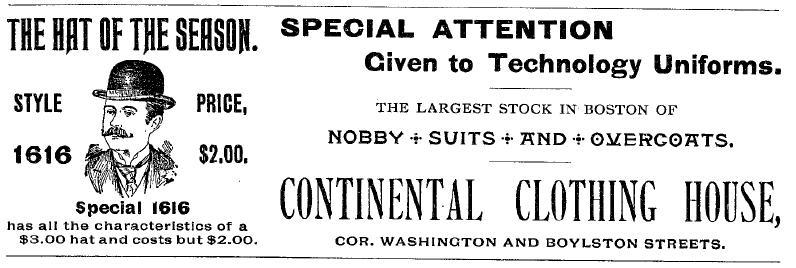 THE HAT OF THE SEASON.
STYLE
1616
PRICE,
$2.00.
Special 1616
has all the characteristics of a
$3.00 hat and costs but $2.00.
SPECIAL ATTENTION
Given to Technology Uniforms.
THE LARGEST STOCK IN BOSTON OF
NOBBY + SUITS + AND + OVERCOATS.
CONTINENTAL CLOTHING HOUSE,
COR. WASHINGTON AND BOYLSTON STREETS.